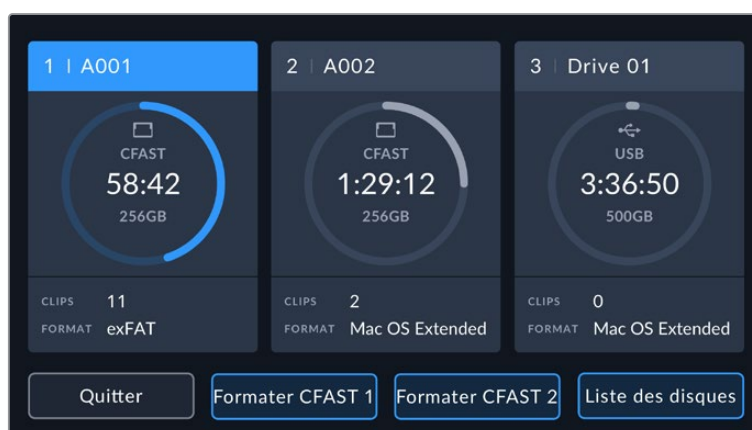 1 | A001
CFAST
58:42
256GB
CLIPS 11
FORMAT exFAT
2 | A002
CFAST
1:29:12
256GB
CLIPS 2
FORMAT Mac OS Extended
3 | Drive 01
USB
3:36:50
500GB
CLIPS 0
FORMAT Mac OS Extended
Quitter
Formater CFAST 1
Formater CFAST 2
Liste des disques